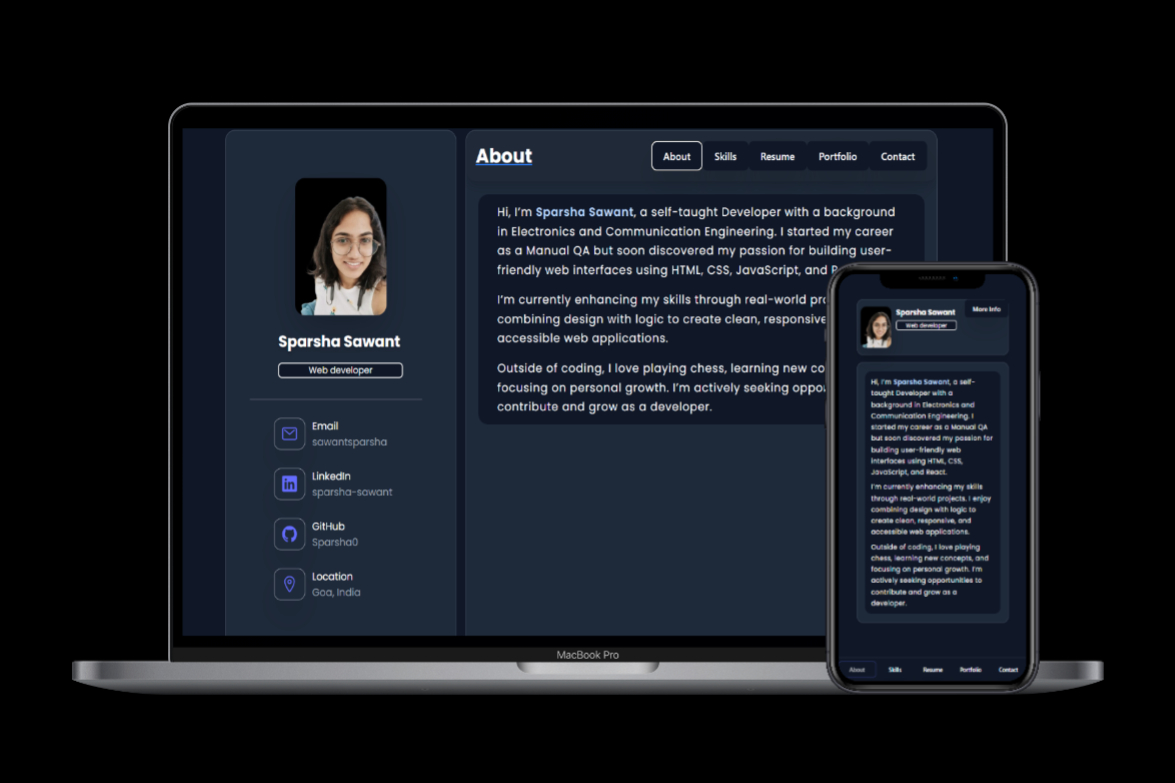 About
About Skills Resume Portfolio Contact
Sparsha Sawant
Web developer
Email
sawantsparsha
LinkedIn
sparsha-sawant
GitHub
Sparsha0
Location
Goa, India
Hi, I'm Sparsha Sawant, a self-taught Developer with a background
in Electronics and Communication Engineering. I started my career
as a Manual QA but soon discovered my passion for building user-
friendly web interfaces using HTML, CSS, JavaScript, and
I'm currently enhancing my skills through real-world
combining design with logic to create clean, responsive
accessible web applications.
Outside of coding, I love playing chess, learning new
focusing on personal growth. I'm actively seeking
contribute and grow as a developer.
MacBook Pro
Sparsha Sawant
Web developer
More Info
Hi, I'm Sparsha Sawant, a self-
taught Developer with a
background in Electronics and
Communication Engineering. I
started my career as a Manual QA
but soon discovered my passion for
building user-friendly web
interfaces using HTML, CSS,
JavaScript, and React.
I'm currently enhancing my skills
through real-world projects. I enjoy
combining design with logic to
create clean, responsive, and
accessible web applications.
Outside of coding, I love playing
chess, learning new concepts, and
focusing on personal growth. I'm
actively seeking opportunities to
contribute and grow as a
developer.
About Skills Resume Portfolio Contact